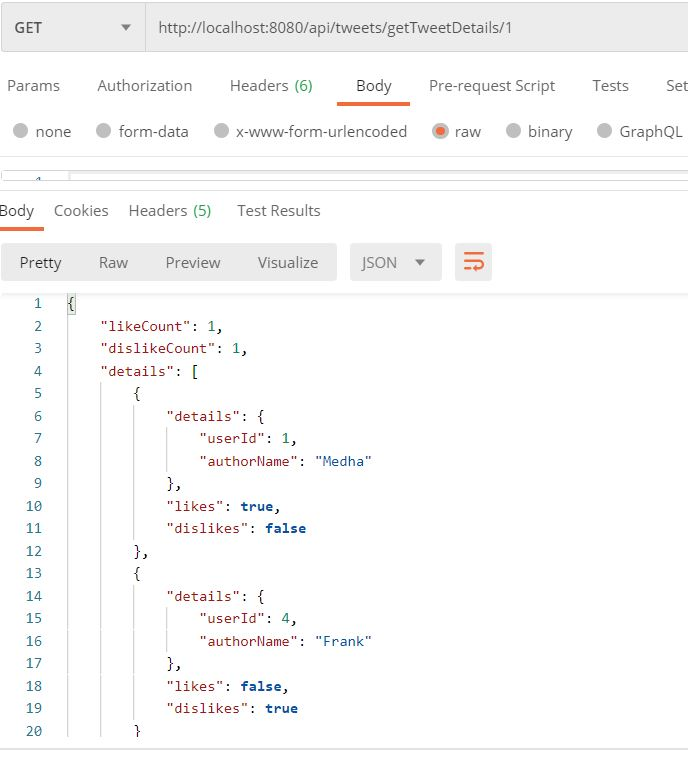 GET http://localhost:8080/api/tweets/getTweetDetails/1
Params Authorization Headers (6) Body Pre-request Script Tests Set
none form-data x-www-form-urlencoded raw binary GraphQL
1
Body Cookies Headers (5) Test Results
Pretty Raw Preview Visualize JSON
1 {
2 "likeCount": 1,
3 "dislikeCount": 1,
4 "details": [
5 {
6 "details": {
7 "userId": 1,
8 "authorName": "Medha"
9 },
10 "likes": true,
11 "dislikes": false
12 },
13 {
14 "details": {
15 "userId": 4,
16 "authorName": "Frank"
17 },
18 "likes": false,
19 "dislikes": true
20 }